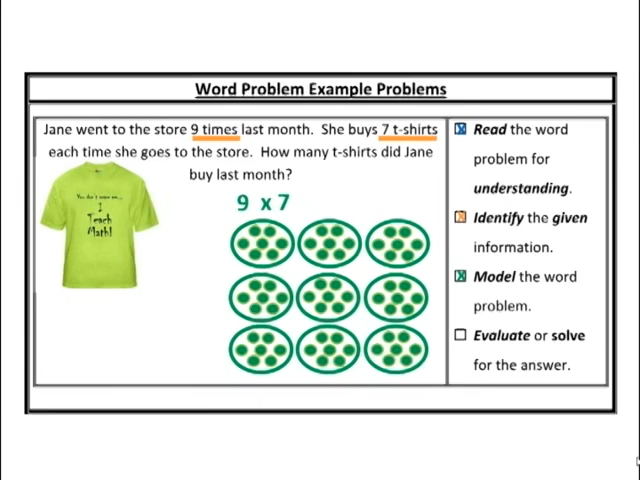 Word Problem Example Problems
Jane went to the store 9 times last month. She buys 7 t-shirts
each time she goes to the store. How many t-shirts did Jane
buy last month?
I
Teach
Math!
9 x 7
Read the word
problem for
understanding.
Identify the given
information.
Model the word
problem.
Evaluate or solve
for the answer.